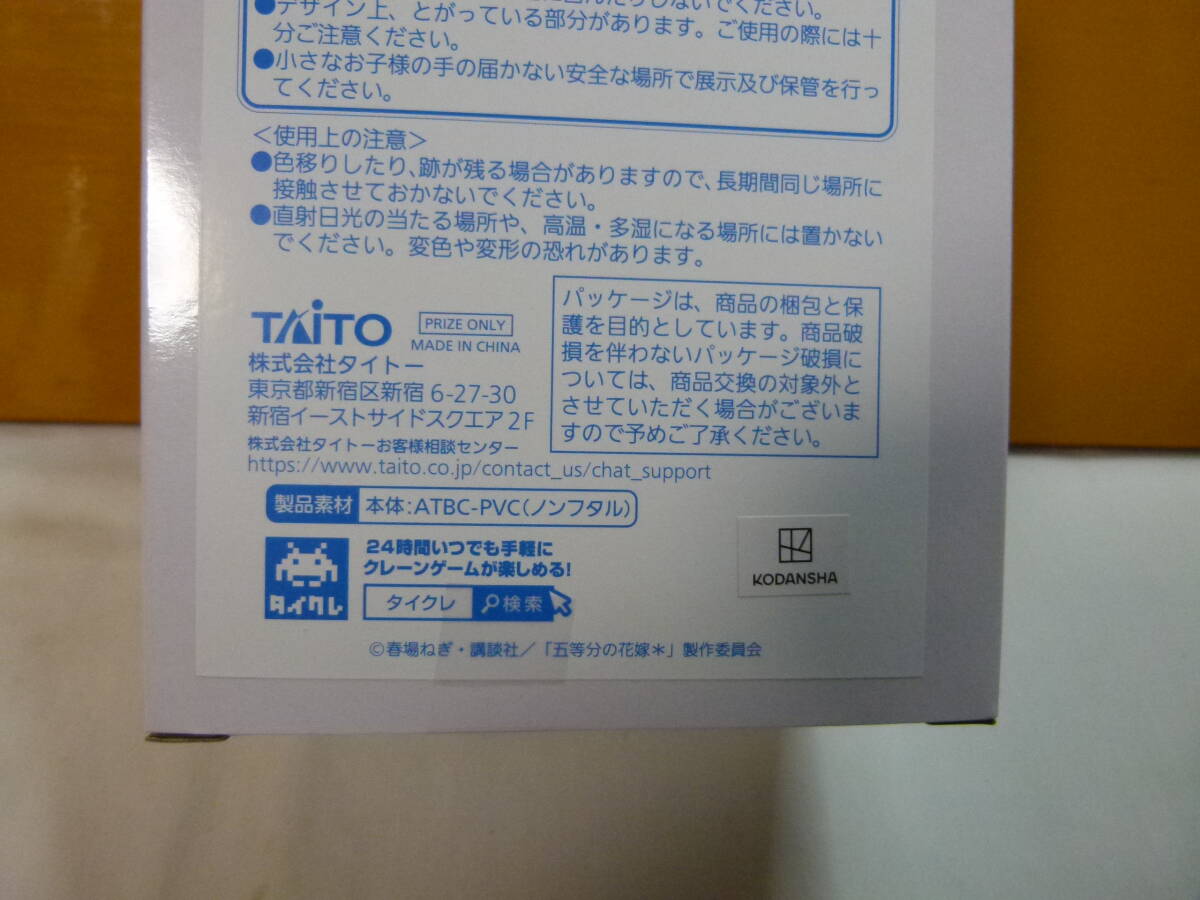 しないでください。
●デザイン上、とがっている部分があります。ご使用の際には十
分ご注意ください。
●小さなお子様の手の届かない安全な場所で展示及び保管を行っ
てください。
＜使用上の注意＞
●色移りしたり、跡が残る場合がありますので、長期間同じ場所に
接触させておかないでください。
●直射日光の当たる場所や、高温・多湿になる場所には置かない
でください。変色や変形の恐れがあります。
TAITO
PRIZE ONLY
MADE IN CHINA
株式会社タイトー
東京都新宿区新宿 6-27-30
新宿イーストサイドスクエア 2F
株式会社タイトーお客様相談センター
https://www.taito.co.jp/contact_us/chat_support
パッケージは、商品の梱包と保
護を目的としています。商品破
損を伴わないパッケージ破損に
ついては、商品交換の対象外と
させていただく場合がございま
すので予めご了承ください。
製品素材 本体:ATBC-PVC(ノンフタル)
タイクレ
24時間いつでも手軽に
クレーンゲームが楽しめる!
タイクレ 検索
KODANSHA
©春場ねぎ・講談社／「五等分の花嫁＊」製作委員会